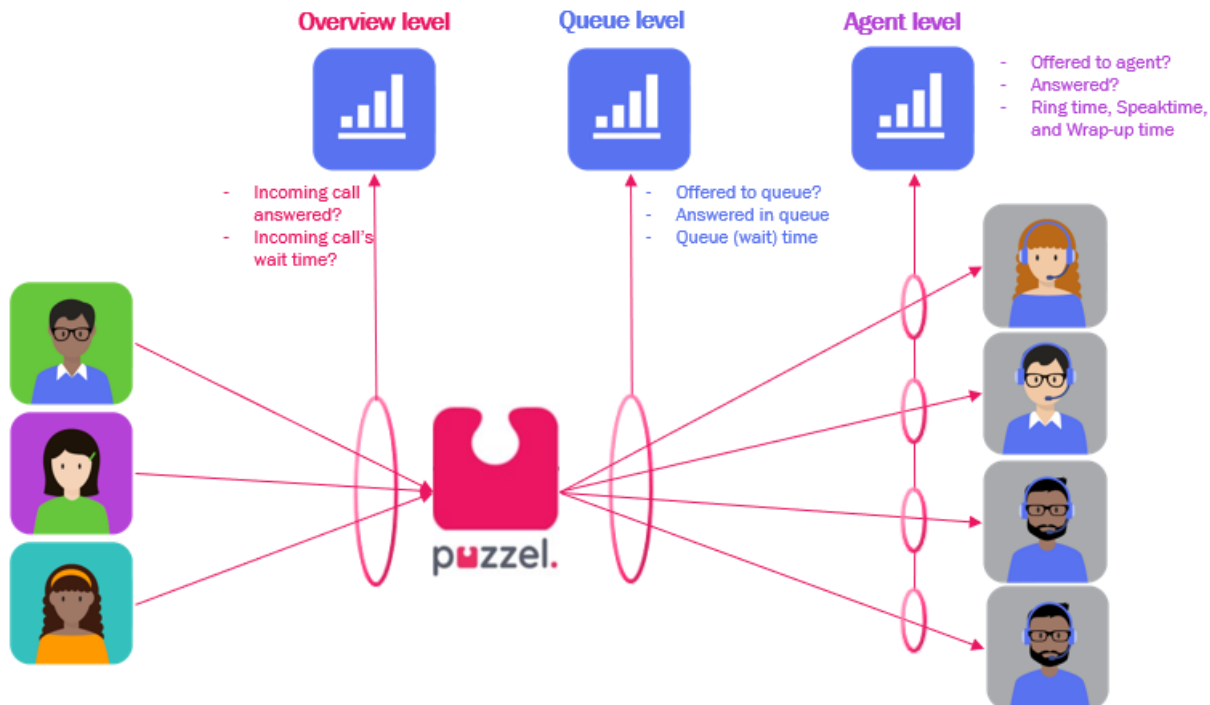 Overview level
Queue level
Agent level
- Offered to agent?
- Answered?
- Ring time, Speaktime,
and Wrap-up time
- Incoming call
answered?
- Incoming call's
wait time?
- Offered to queue?
- Answered in queue
- Queue (wait) time
puzzel.